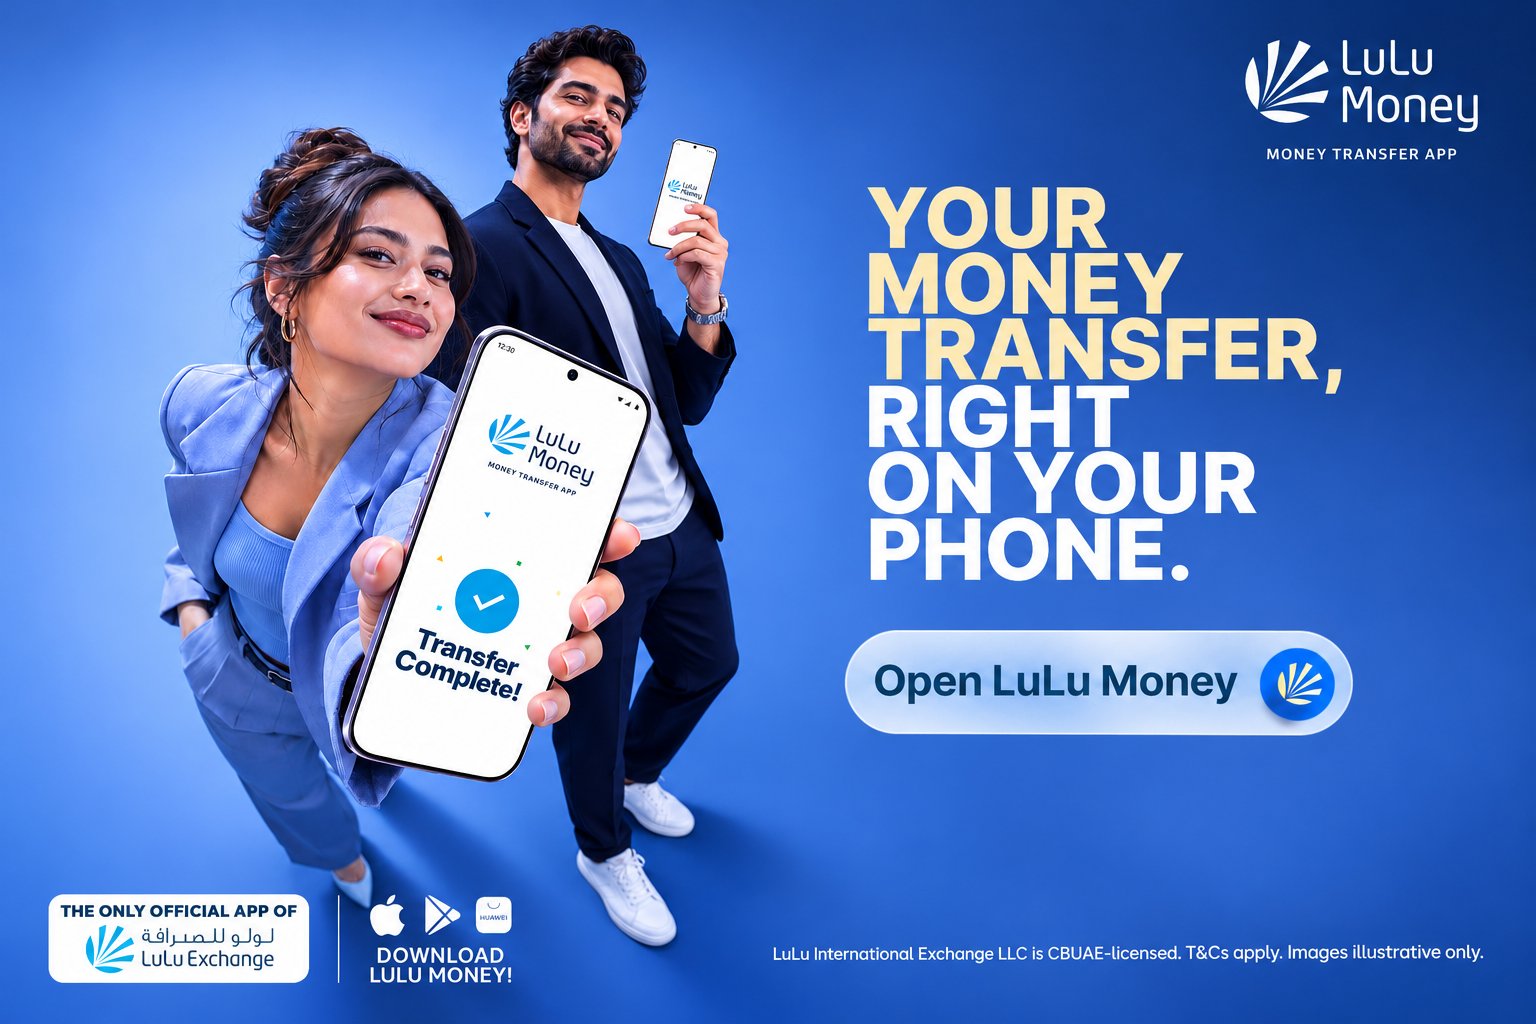 LuLu
Money
MONEY TRANSFER APP
YOUR
MONEY
TRANSFER,
RIGHT
ON YOUR
PHONE.
Open LuLu Money
LuLu
Money
12:30
LuLu
Money
MONEY TRANSFER APP
Transfer
Complete!
THE ONLY OFFICIAL APP OF
لولو للصرافة
LuLu Exchange
HUAWEI
DOWNLOAD
LULU MONEY!
LuLu International Exchange LLC is CBUAE-licensed. T&Cs apply. Images illustrative only.